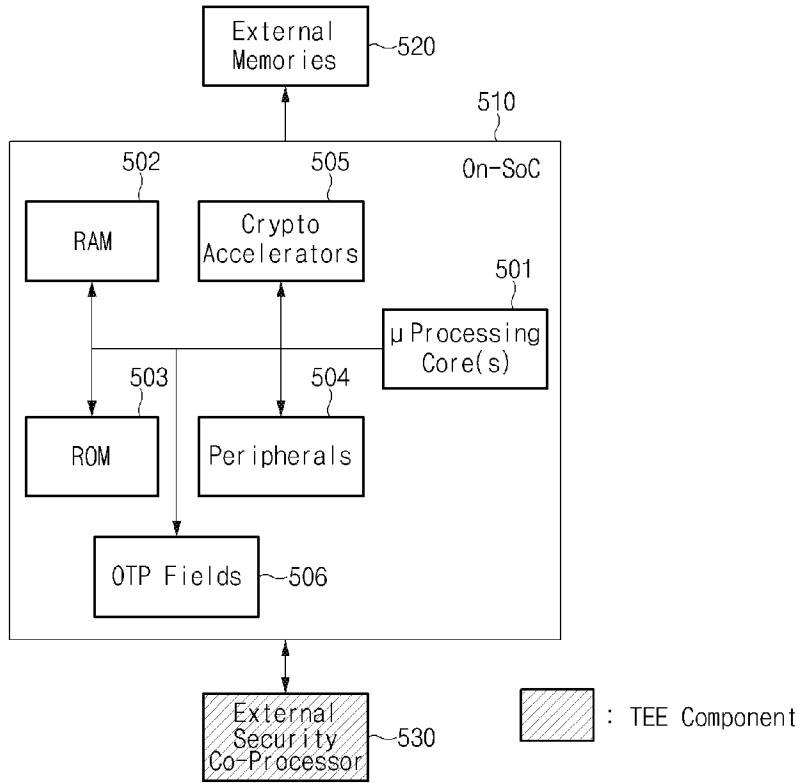 External
Memories
520
510
On-SoC
502
505
RAM
Crypto
Accelerators
501
μ Processing
Core(s)
503
504
ROM
Peripherals
OTP Fields
506
External
Security
Co-Processor
530
: TEE Component